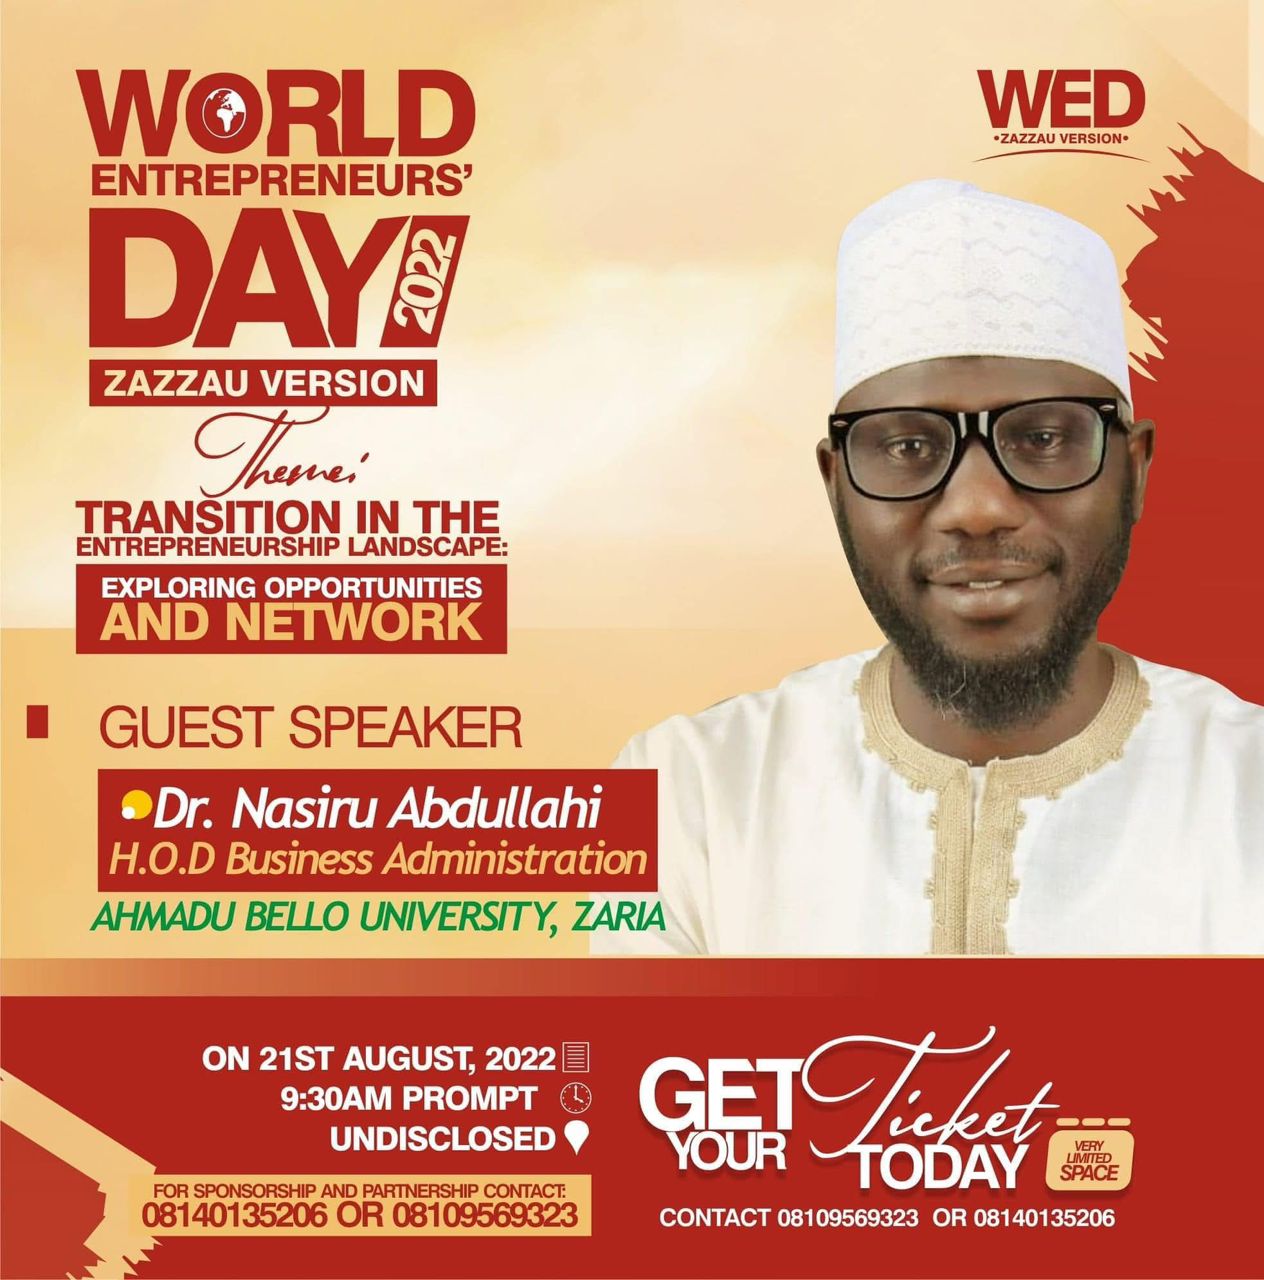 WORLD
ENTREPRENEURS'
DAY 2022
ZAZZAU VERSION
Theme:
TRANSITION IN THE
ENTREPRENEURSHIP LANDSCAPE:
EXPLORING OPPORTUNITIES
AND NETWORK
WED
•ZAZZAU VERSION•
GUEST SPEAKER
Dr. Nasiru Abdullahi
H.O.D Business Administration
AHMADU BELLO UNIVERSITY, ZARIA
ON 21ST AUGUST, 2022
9:30AM PROMPT
UNDISCLOSED
FOR SPONSORSHIP AND PARTNERSHIP CONTACT:
08140135206 OR 08109569323
GET
YOUR
Ticket
TODAY
VERY
LIMITED
SPACE
CONTACT 08109569323 OR 08140135206